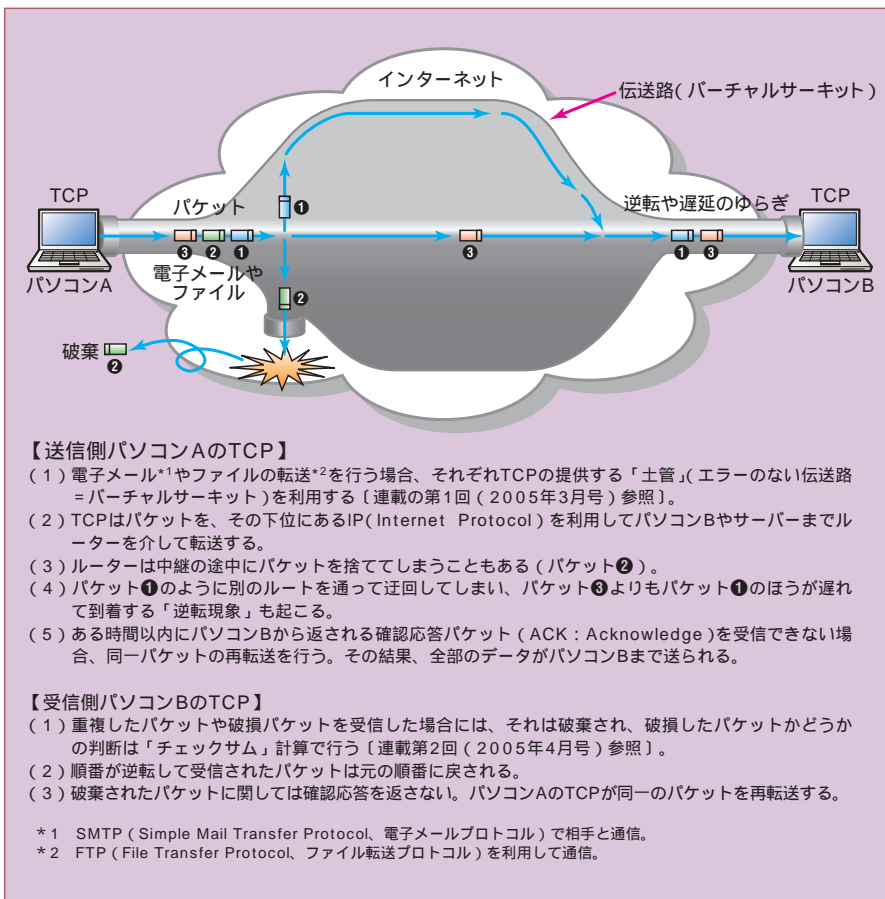 インターネット
伝送路(バーチャルサーキット)
TCP
パケット
❶
逆転や遅延のゆらぎ
TCP
❸
❷
❶
❸
❶
❸
パソコンA
電子メールや
ファイル
❷
パソコンB
破棄
❷
【送信側パソコンAのTCP】
(1)電子メール*1やファイルの転送*2を行う場合、それぞれTCPの提供する「土管」(エラーのない伝送路
=バーチャルサーキット)を利用する〔連載の第1回(2005年3月号)参照〕。
(2)TCPはパケットを、その下位にあるIP(Internet Protocol)を利用してパソコンBやサーバーまでル
ーターを介して転送する。
(3)ルーターは中継の途中にパケットを捨ててしまうこともある(パケット❷)。
(4)パケット❶のように別のルートを通って迂回してしまい、パケット❸よりもパケット❶のほうが遅れ
て到着する「逆転現象」も起こる。
(5)ある時間以内にパソコンBから返される確認応答パケット(ACK:Acknowledge)を受信できない場
合、同一パケットの再転送を行う。その結果、全部のデータがパソコンBまで送られる。
【受信側パソコンBのTCP】
(1)重複したパケットや破損パケットを受信した場合には、それは破棄され、破損したパケットかどうか
の判断は「チェックサム」計算で行う〔連載第2回(2005年4月号)参照〕。
(2)順番が逆転して受信されたパケットは元の順番に戻される。
(3)破棄されたパケットに関しては確認応答を返さない。パソコンAのTCPが同一のパケットを再転送する。
*1 SMTP(Simple Mail Transfer Protocol、電子メールプロトコル)で相手と通信。
*2 FTP(File Transfer Protocol、ファイル転送プロトコル)を利用して通信。